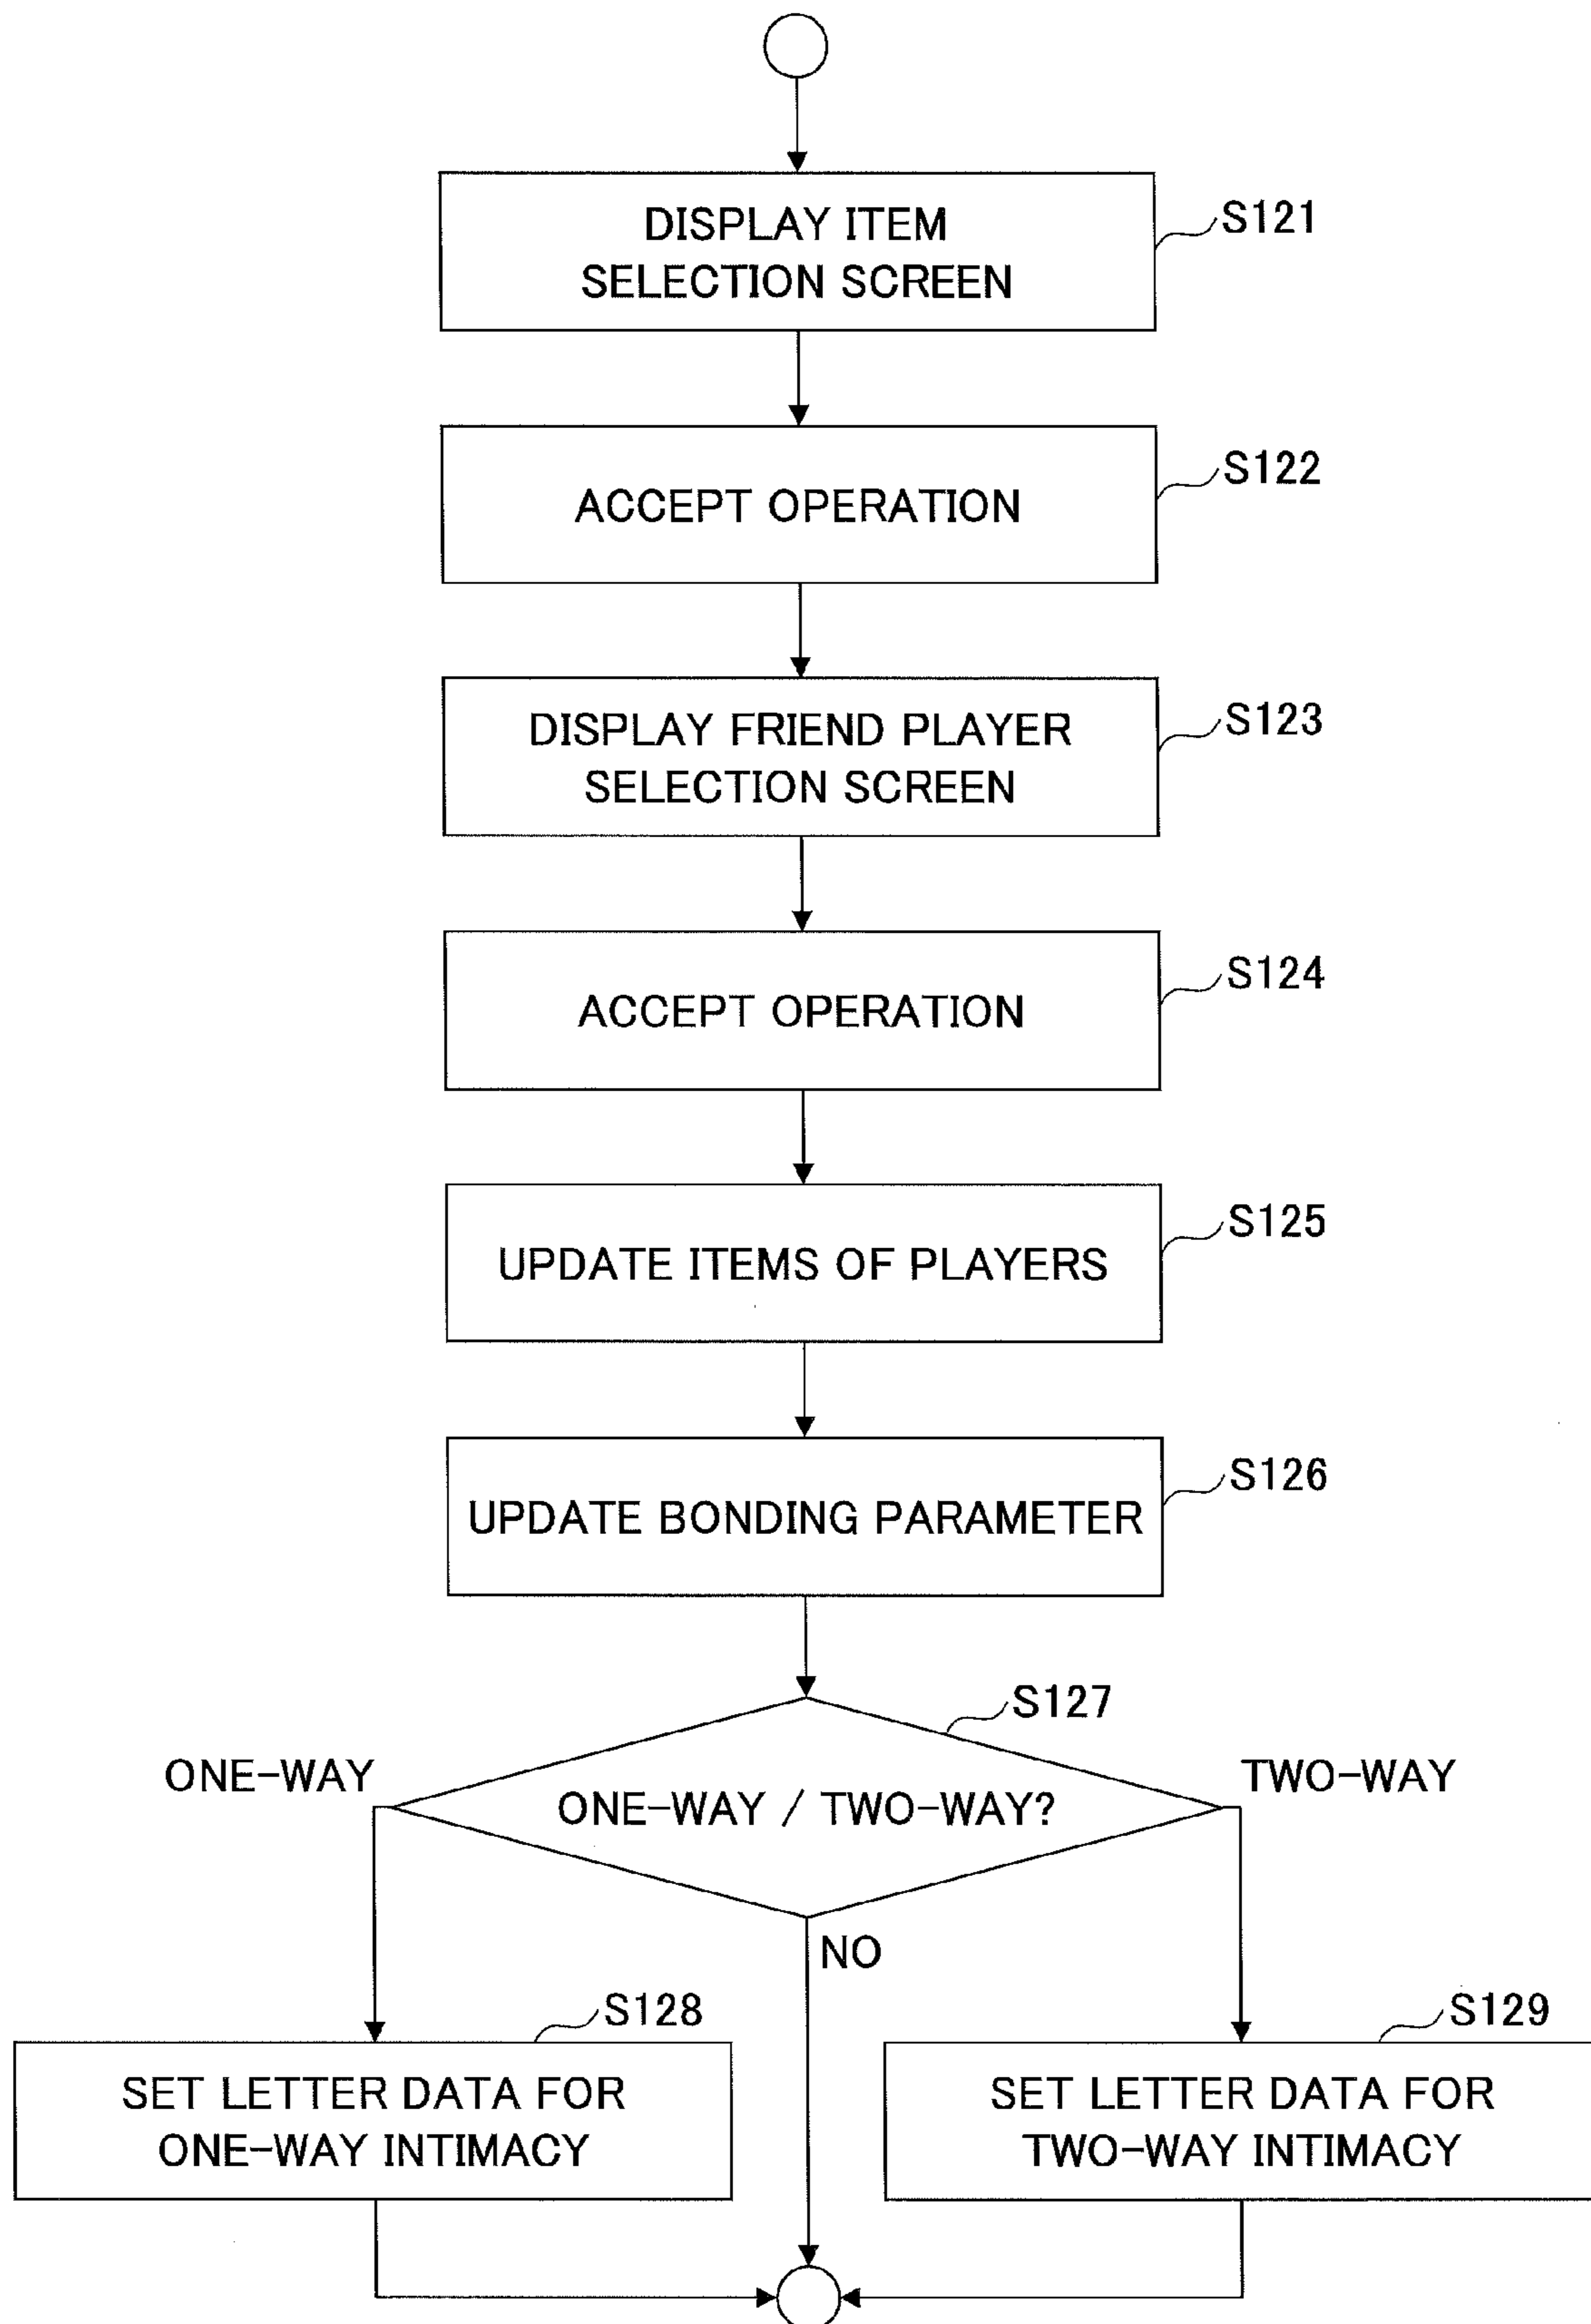 DISPLAY ITEM
SELECTION SCREEN
S121
ACCEPT OPERATION
S122
DISPLAY FRIEND PLAYER
SELECTION SCREEN
S123
ACCEPT OPERATION
S124
UPDATE ITEMS OF PLAYERS
S125
UPDATE BONDING PARAMETER
S126
S127
ONE-WAY
ONE-WAY / TWO-WAY?
TWO-WAY
NO
S128
SET LETTER DATA FOR
ONE-WAY INTIMACY
S129
SET LETTER DATA FOR
TWO-WAY INTIMACY